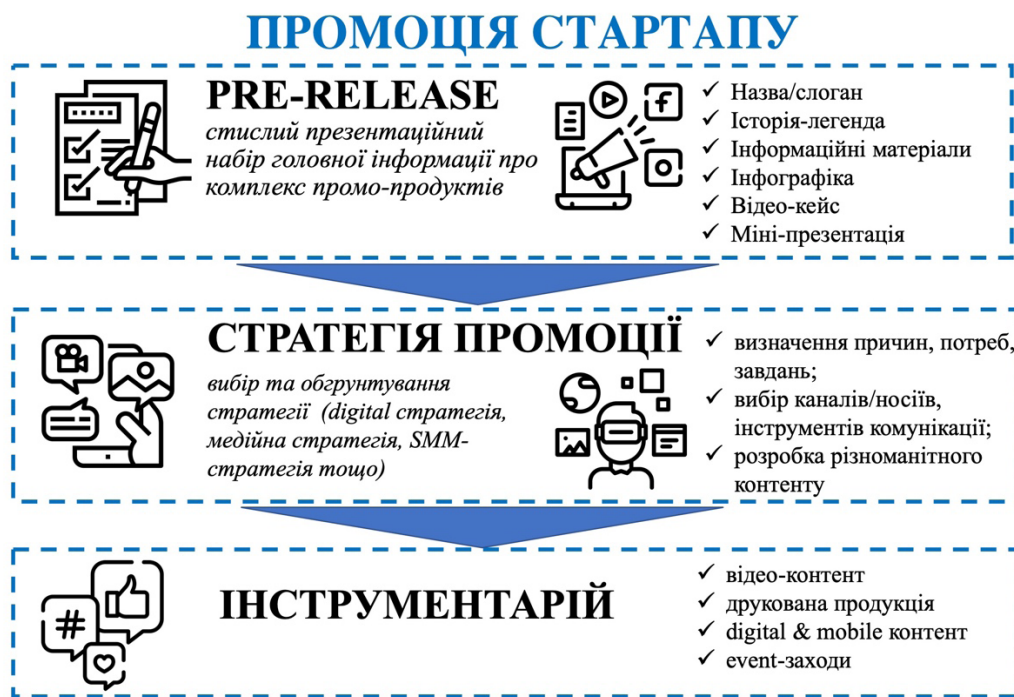 ПРОМОЦІЯ СТАРТАПУ
PRE-RELEASE
стислий презентаційний
набір головної інформації про
комплекс промо-продуктів
✓ Назва/слоган
✓ Історія-легенда
✓ Інформаційні матеріали
✓ Інфографіка
✓ Відео-кейс
✓ Міні-презентація
СТРАТЕГІЯ ПРОМОЦІЇ
вибір та обгрунтування
стратегії (digital стратегія,
медійна стратегія, SMM-
стратегія тощо)
✓ визначення причин, потреб,
завдань;
✓ вибір каналів/носіїв,
інструментів комунікації;
✓ розробка різноманітного
контенту
ІНСТРУМЕНТАРІЙ
✓ відео-контент
✓ друкована продукція
✓ digital & mobile контент
✓ event-заходи